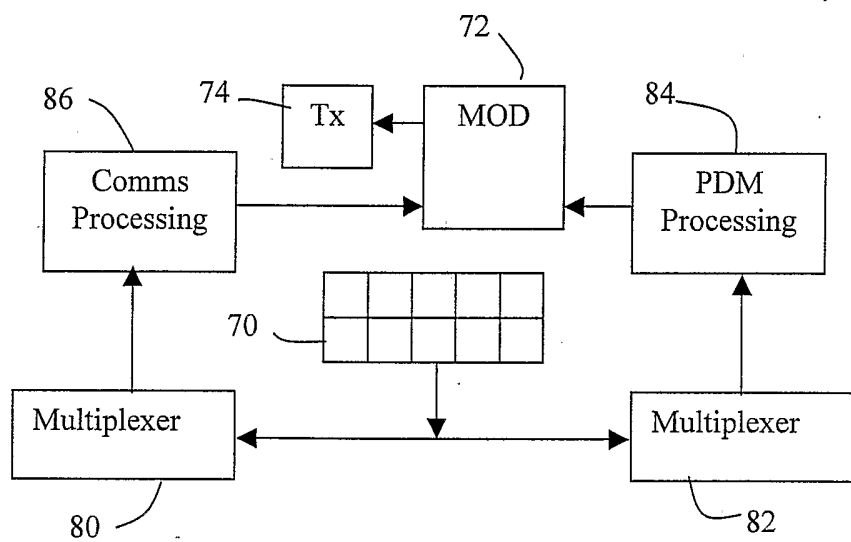 72
74
86
84
Tx
MOD
Comms
Processing
PDM
Processing
70
Multiplexer
Multiplexer
80
82